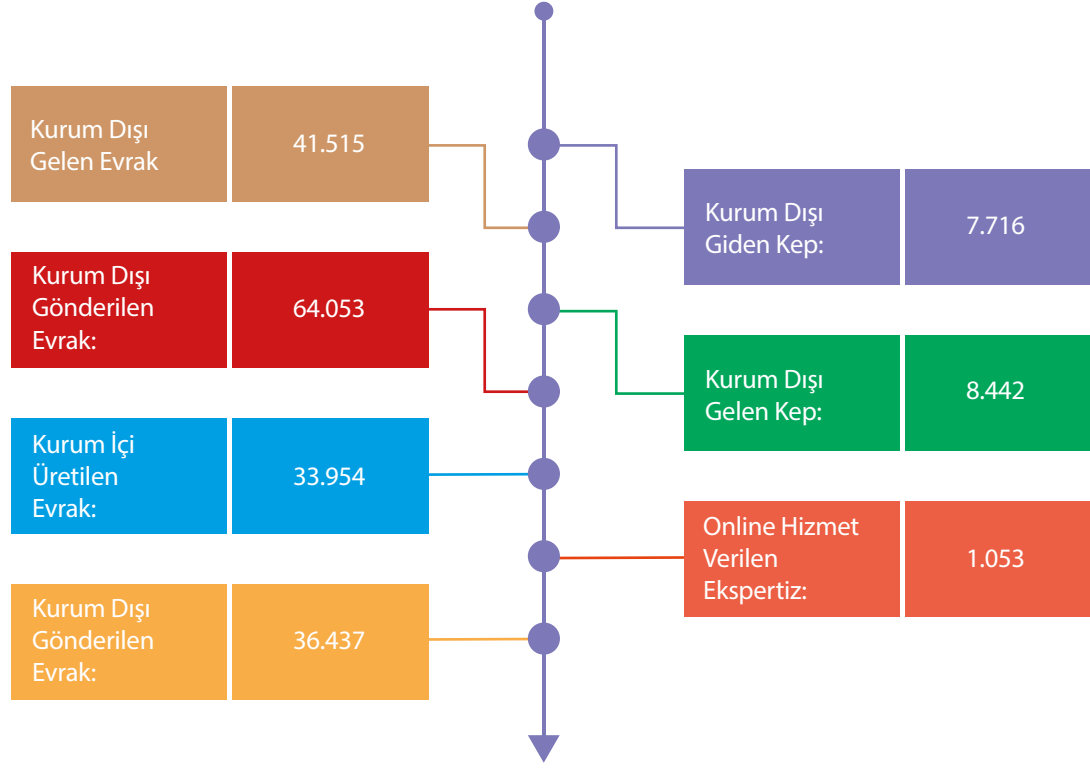 Kurum Dışı
Gelen Evrak
41.515
Kurum Dışı
Giden Kep:
7.716
Kurum Dışı
Gönderilen
Evrak:
64.053
Kurum Dışı
Gelen Kep:
8.442
Kurum İçi
Üretilen
Evrak:
33.954
Online Hizmet
Verilen
Ekspertiz:
1.053
Kurum Dışı
Gönderilen
Evrak:
36.437